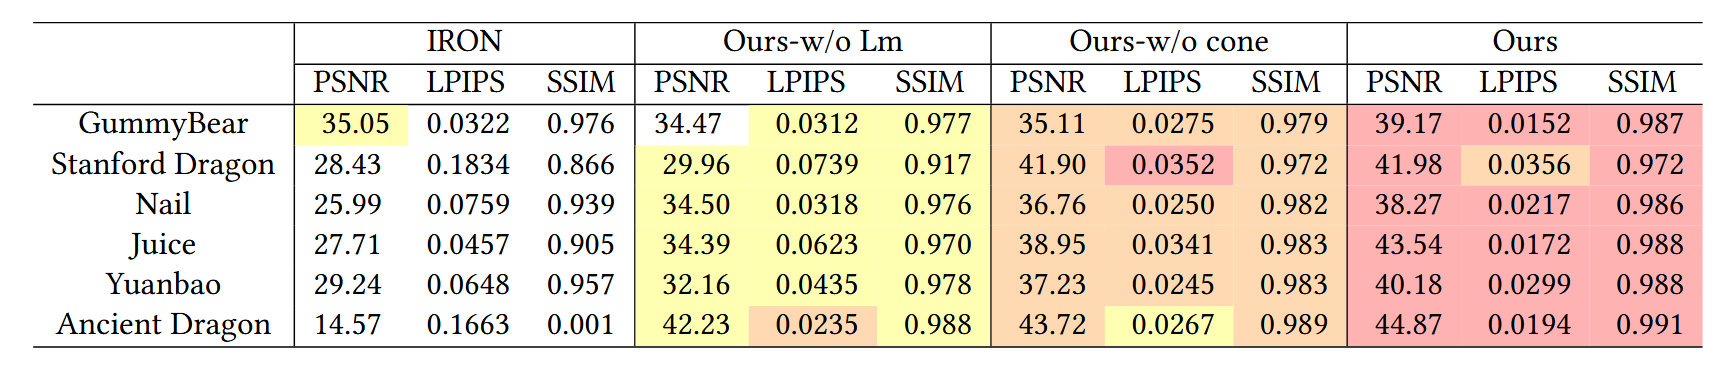 IRON Ours-w/o Lm Ours-w/o cone Ours
PSNR LPIPS SSIM PSNR LPIPS SSIM PSNR LPIPS SSIM PSNR LPIPS SSIM
GummyBear 35.05 0.0322 0.976 34.47 0.0312 0.977 35.11 0.0275 0.979 39.17 0.0152 0.987
Stanford Dragon 28.43 0.1834 0.866 29.96 0.0739 0.917 41.90 0.0352 0.972 41.98 0.0356 0.972
Nail 25.99 0.0759 0.939 34.50 0.0318 0.976 36.76 0.0250 0.982 38.27 0.0217 0.986
Juice 27.71 0.0457 0.905 34.39 0.0623 0.970 38.95 0.0341 0.983 43.54 0.0172 0.988
Yuanbao 29.24 0.0648 0.957 32.16 0.0435 0.978 37.23 0.0245 0.983 40.18 0.0299 0.988
Ancient Dragon 14.57 0.1663 0.001 42.23 0.0235 0.988 43.72 0.0267 0.989 44.87 0.0194 0.991